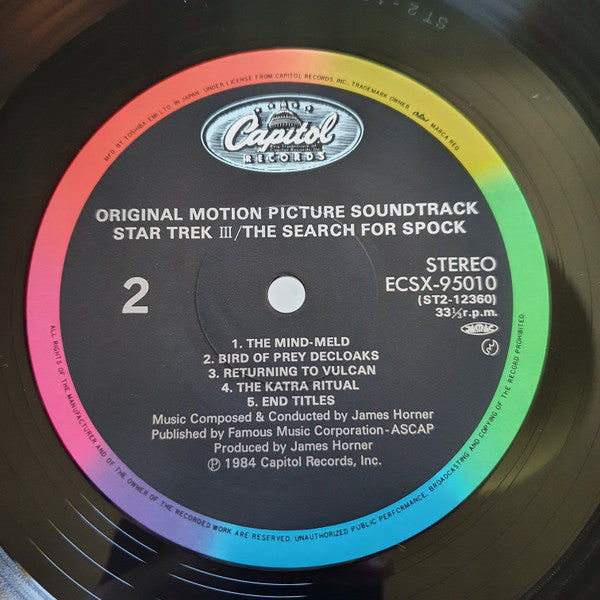 ST2-
MFD. BY TOSHIBA EMI LTD. IN JAPAN. UNDER LICENSE FROM CAPITOL RECORDS, INC., TRADEMARK OWNER. Capitol MARCA REG.
Capitol
RECORDS
ORIGINAL MOTION PICTURE SOUNDTRACK
STAR TREK III/THE SEARCH FOR SPOCK
2
STEREO
ECSX-95010
(ST2-12360)
33⅓r.p.m.
JASRAC
1. THE MIND-MELD
2. BIRD OF PREY DECLOAKS
3. RETURNING TO VULCAN
4. THE KATRA RITUAL
5. END TITLES
Music Composed & Conducted by James Horner
Published by Famous Music Corporation-ASCAP
Produced by James Horner
℗ 1984 Capitol Records, Inc.
ALL RIGHTS OF THE MANUFACTURER AND OF THE OWNER OF THE RECORDED WORK ARE RESERVED. UNAUTHORIZED PUBLIC PERFORMANCE, BROADCASTING AND COPYING OF THE RECORD PROHIBITED.